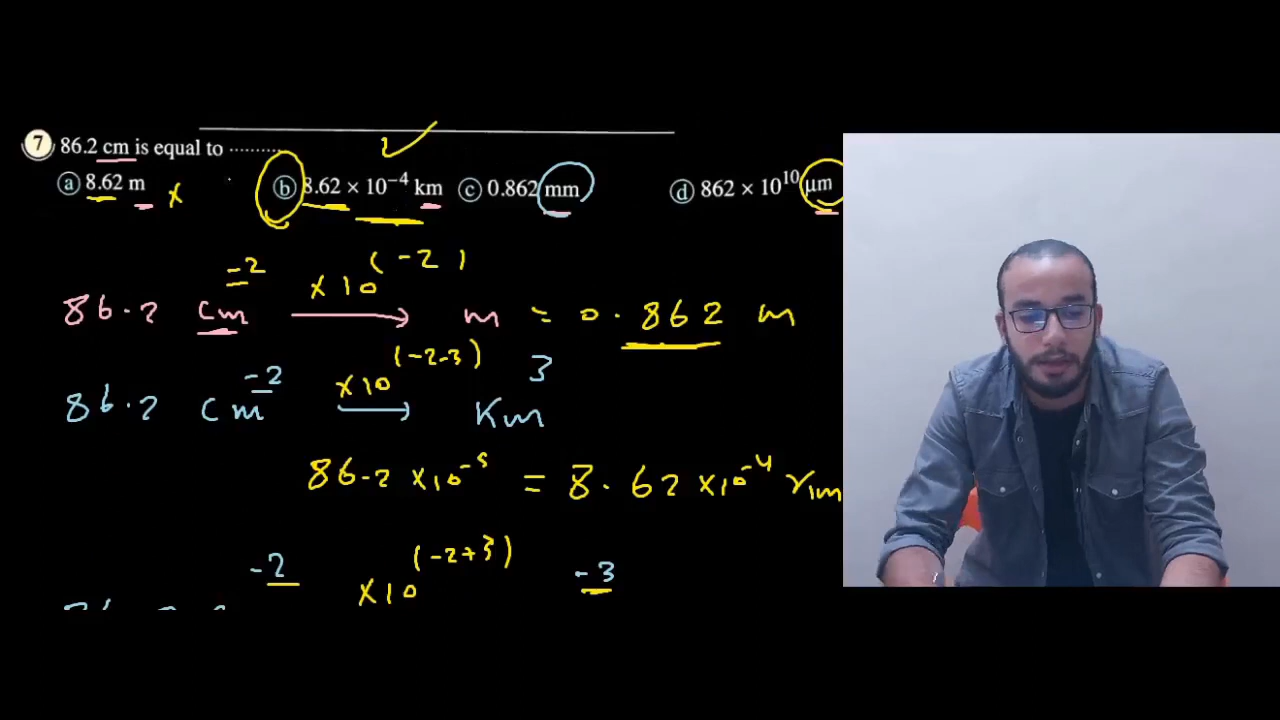 7 86.2 cm is equal to ..........
a 8.62 m x b 8.62 × 10⁻⁴ km c 0.862 mm d 862 × 10¹⁰ μm
-2 ×10^(-2)
86.2 cm → m = 0.862 m
-2 ×10^(-2-3) 3
86.2 cm → Km
86.2 ×10⁻⁵ = 8.62 ×10⁻⁴
-2 ×10^(-2+3) -3